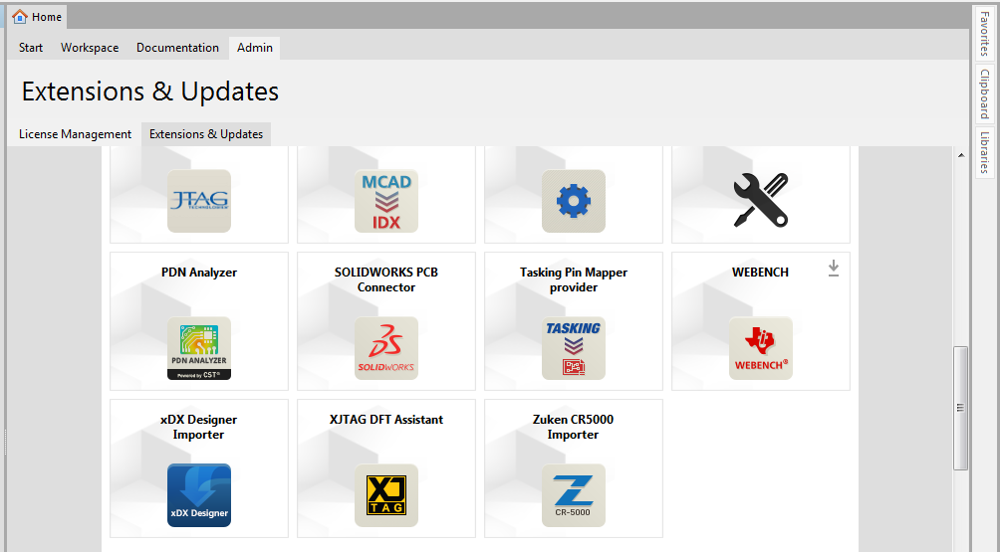 Home
Start
Workspace
Documentation
Admin
Extensions & Updates
License Management
Extensions & Updates
JTAG
TECHNOLOGIES
MCAD
IDX
PDN Analyzer
PDN ANALYZER
Powered by CST®
SOLIDWORKS PCB
Connector
SOLIDWORKS
Tasking Pin Mapper
provider
TASKING
WEBENCH
WEBENCH®
xDX Designer
Importer
xDX Designer
XJTAG DFT Assistant
XJ
TAG
Zuken CR5000
Importer
Z
CR-5000
Favorites
Clipboard
Libraries